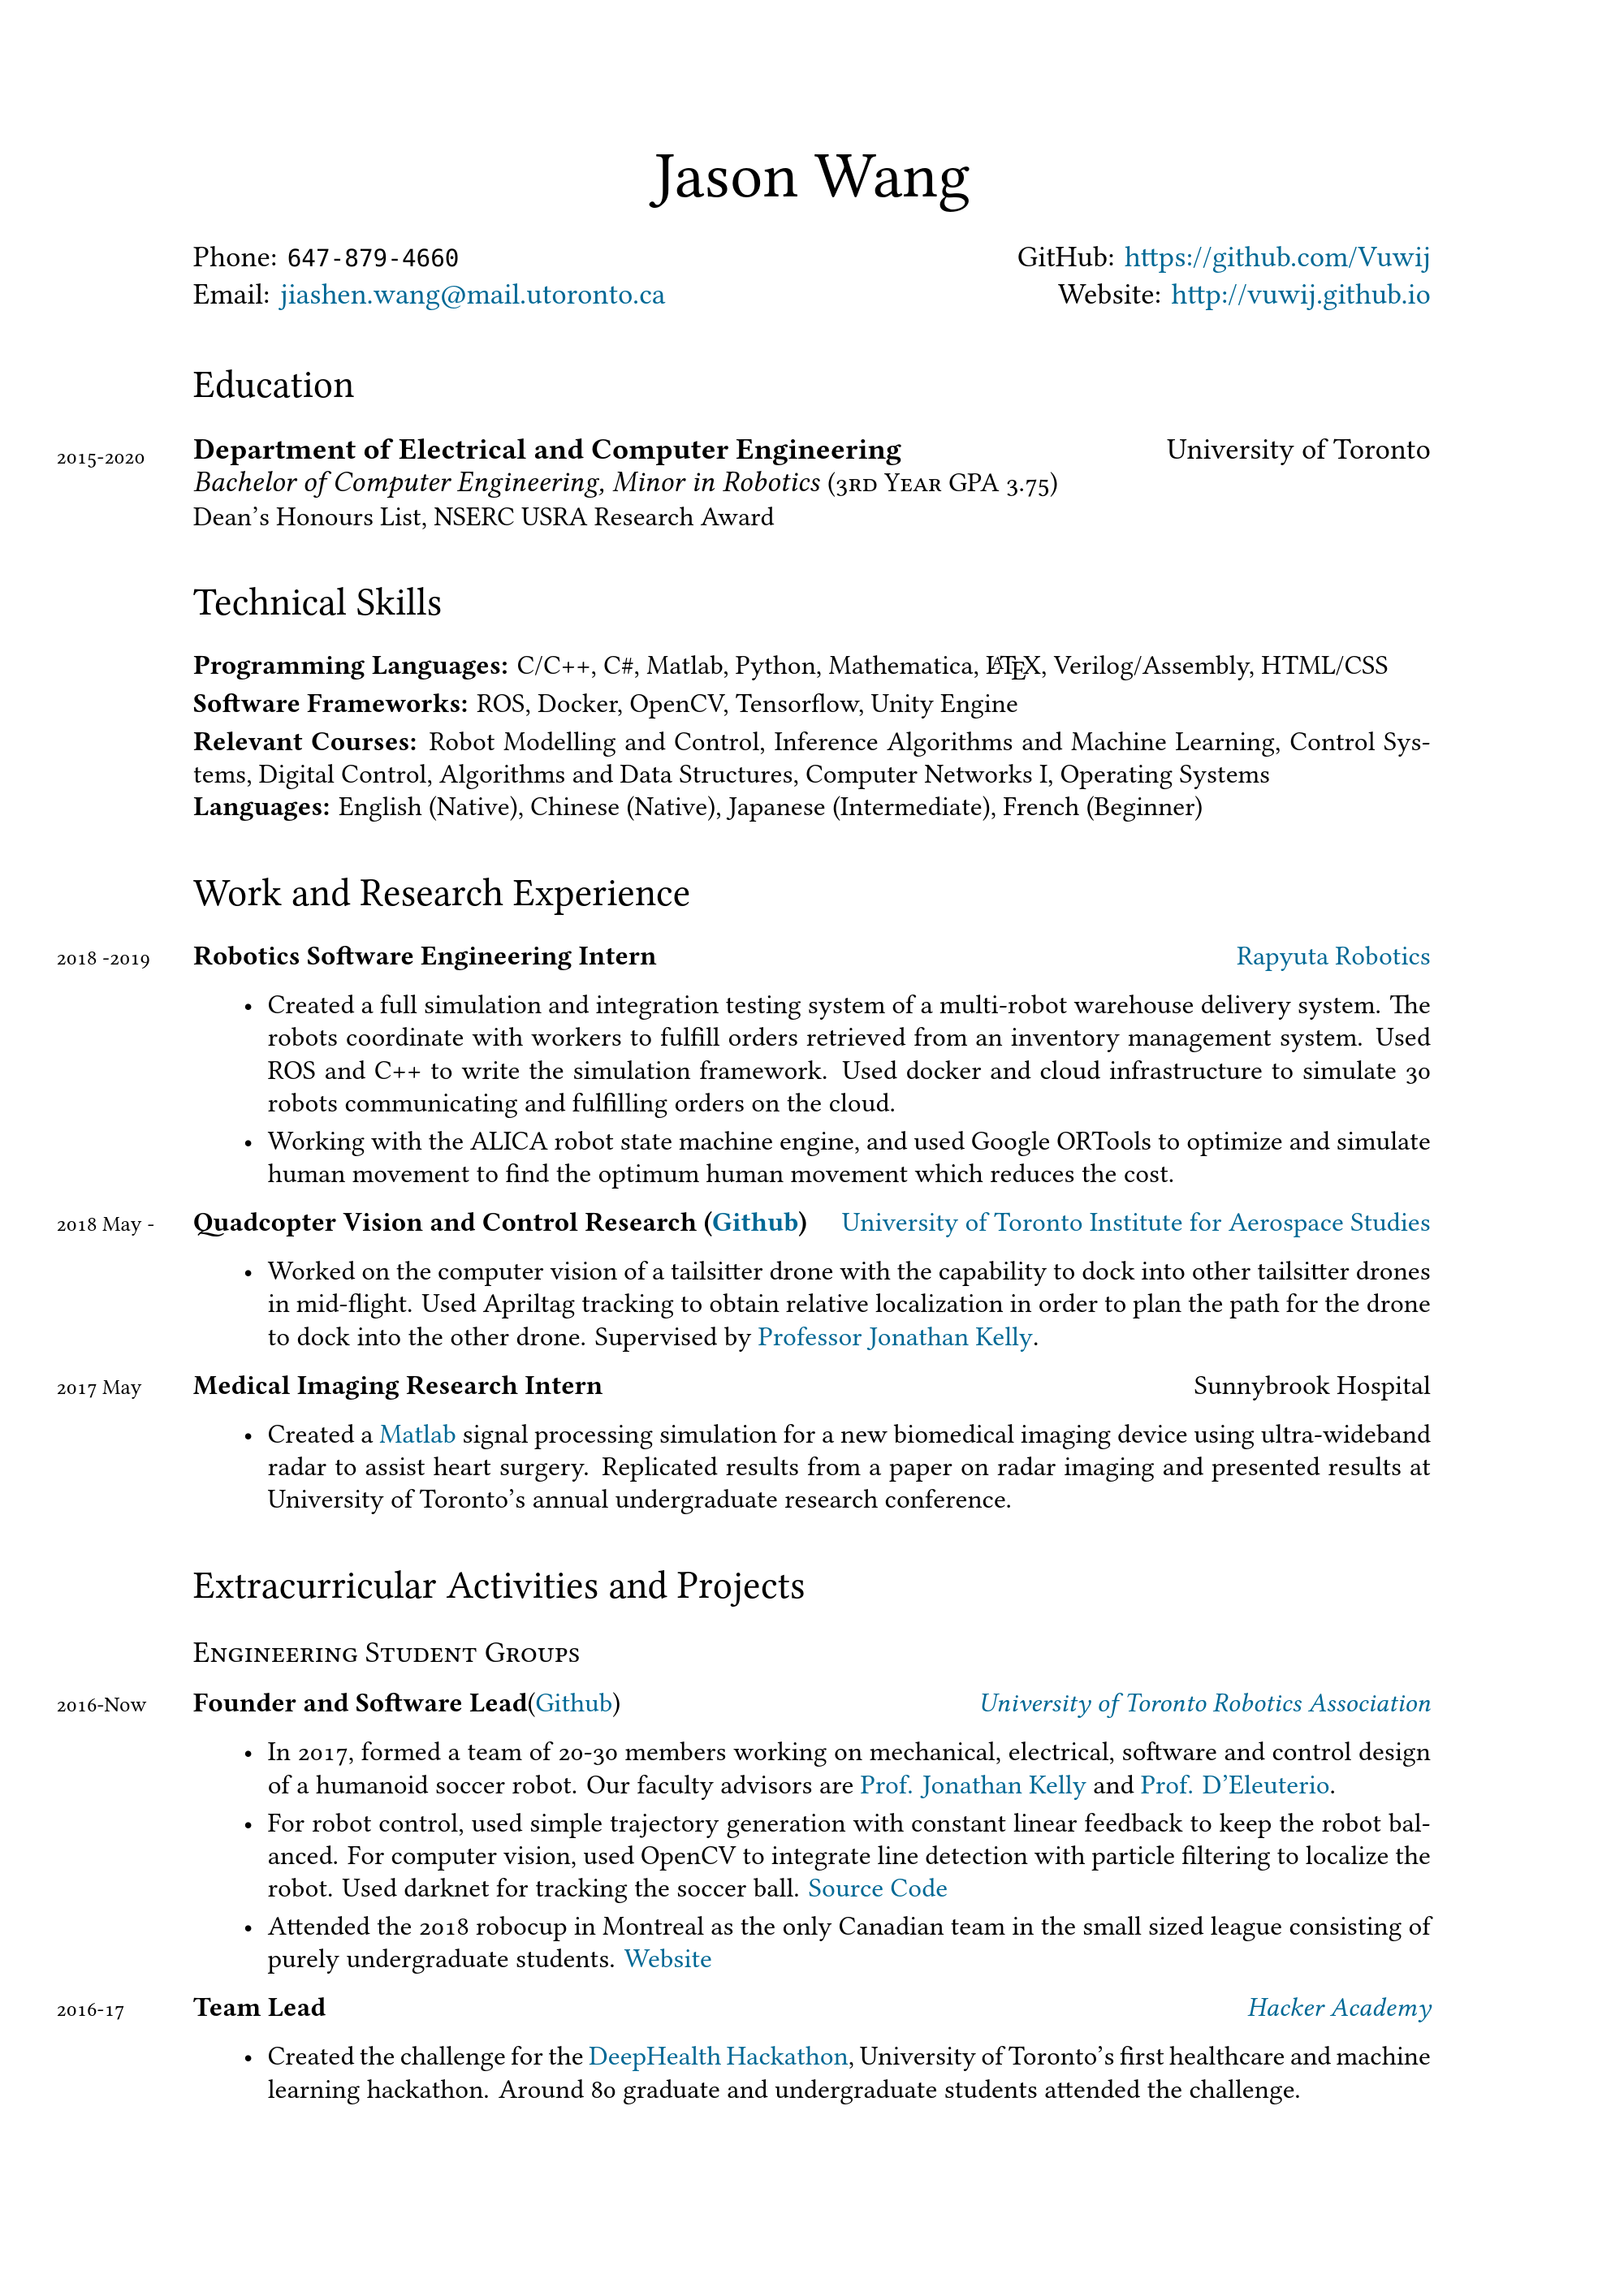 Jason Wang
Phone: 647-879-4660 GitHub: https://github.com/Vuwij
Email: jiashen.wang@mail.utoronto.ca Website: http://vuwij.github.io
Education
2015-2020 Department of Electrical and Computer Engineering University of Toronto
Bachelor of Computer Engineering, Minor in Robotics (3rd Year GPA 3.75)
Dean's Honours List, NSERC USRA Research Award
Technical Skills
Programming Languages: C/C++, C#, Matlab, Python, Mathematica, LATEX, Verilog/Assembly, HTML/CSS
Software Frameworks: ROS, Docker, OpenCV, Tensorflow, Unity Engine
Relevant Courses: Robot Modelling and Control, Inference Algorithms and Machine Learning, Control Sys-
tems, Digital Control, Algorithms and Data Structures, Computer Networks I, Operating Systems
Languages: English (Native), Chinese (Native), Japanese (Intermediate), French (Beginner)
Work and Research Experience
2018 -2019 Robotics Software Engineering Intern Rapyuta Robotics
• Created a full simulation and integration testing system of a multi-robot warehouse delivery system. The
robots coordinate with workers to fulfill orders retrieved from an inventory management system. Used
ROS and C++ to write the simulation framework. Used docker and cloud infrastructure to simulate 30
robots communicating and fulfilling orders on the cloud.
• Working with the ALICA robot state machine engine, and used Google ORTools to optimize and simulate
human movement to find the optimum human movement which reduces the cost.
2018 May - Quadcopter Vision and Control Research (Github) University of Toronto Institute for Aerospace Studies
• Worked on the computer vision of a tailsitter drone with the capability to dock into other tailsitter drones
in mid-flight. Used Apriltag tracking to obtain relative localization in order to plan the path for the drone
to dock into the other drone. Supervised by Professor Jonathan Kelly.
2017 May Medical Imaging Research Intern Sunnybrook Hospital
• Created a Matlab signal processing simulation for a new biomedical imaging device using ultra-wideband
radar to assist heart surgery. Replicated results from a paper on radar imaging and presented results at
University of Toronto's annual undergraduate research conference.
Extracurricular Activities and Projects
Engineering Student Groups
2016-Now Founder and Software Lead(Github) University of Toronto Robotics Association
• In 2017, formed a team of 20-30 members working on mechanical, electrical, software and control design
of a humanoid soccer robot. Our faculty advisors are Prof. Jonathan Kelly and Prof. D'Eleuterio.
• For robot control, used simple trajectory generation with constant linear feedback to keep the robot bal-
anced. For computer vision, used OpenCV to integrate line detection with particle filtering to localize the
robot. Used darknet for tracking the soccer ball. Source Code
• Attended the 2018 robocup in Montreal as the only Canadian team in the small sized league consisting of
purely undergraduate students. Website
2016-17 Team Lead Hacker Academy
• Created the challenge for the DeepHealth Hackathon, University of Toronto's first healthcare and machine
learning hackathon. Around 80 graduate and undergraduate students attended the challenge.